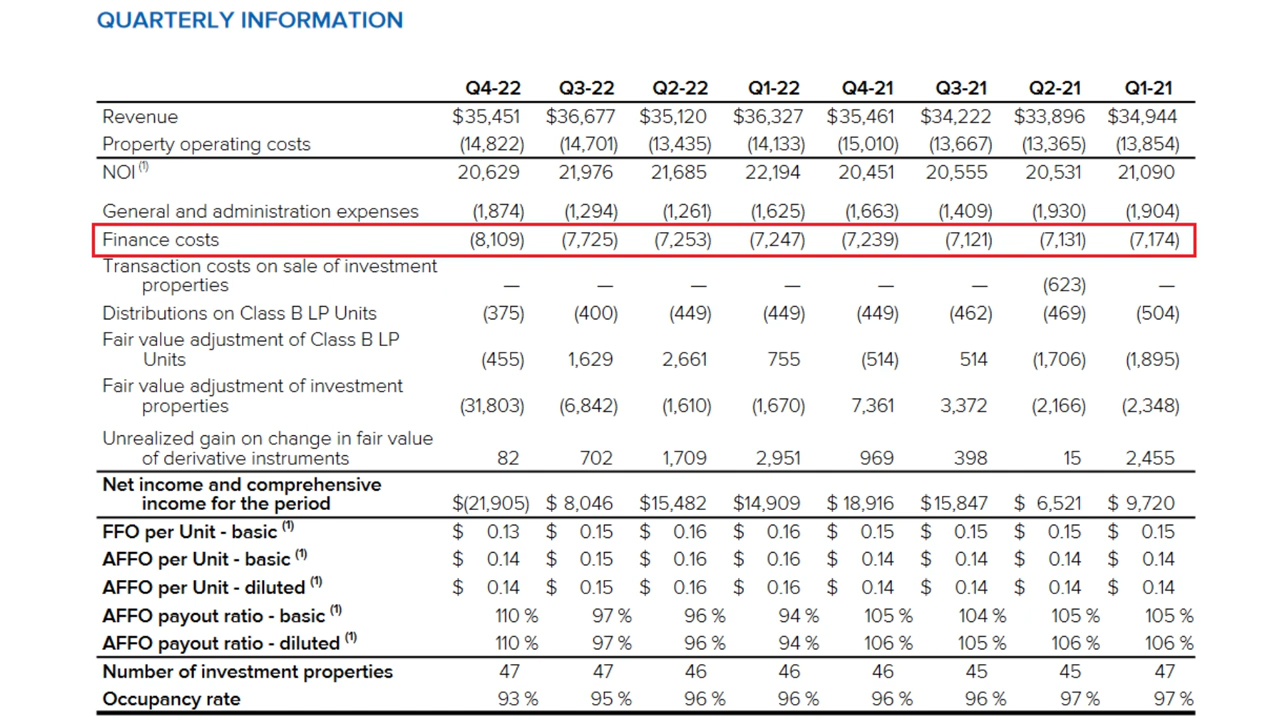 QUARTERLY INFORMATION
Q4-22 Q3-22 Q2-22 Q1-22 Q4-21 Q3-21 Q2-21 Q1-21
Revenue $35,451 $36,677 $35,120 $36,327 $35,461 $34,222 $33,896 $34,944
Property operating costs (14,822) (14,701) (13,435) (14,133) (15,010) (13,667) (13,365) (13,854)
NOI (1) 20,629 21,976 21,685 22,194 20,451 20,555 20,531 21,090
General and administration expenses (1,874) (1,294) (1,261) (1,625) (1,663) (1,409) (1,930) (1,904)
Finance costs (8,109) (7,725) (7,253) (7,247) (7,239) (7,121) (7,131) (7,174)
Transaction costs on sale of investment
properties — — — — — — (623) —
Distributions on Class B LP Units (375) (400) (449) (449) (449) (462) (469) (504)
Fair value adjustment of Class B LP
Units (455) 1,629 2,661 755 (514) 514 (1,706) (1,895)
Fair value adjustment of investment
properties (31,803) (6,842) (1,610) (1,670) 7,361 3,372 (2,166) (2,348)
Unrealized gain on change in fair value
of derivative instruments 82 702 1,709 2,951 969 398 15 2,455
Net income and comprehensive
income for the period $(21,905) $ 8,046 $15,482 $14,909 $ 18,916 $15,847 $ 6,521 $ 9,720
FFO per Unit - basic (1) $ 0.13 $ 0.15 $ 0.16 $ 0.16 $ 0.15 $ 0.15 $ 0.15 $ 0.15
AFFO per Unit - basic (1) $ 0.14 $ 0.15 $ 0.16 $ 0.16 $ 0.14 $ 0.14 $ 0.14 $ 0.14
AFFO per Unit - diluted (1) $ 0.14 $ 0.15 $ 0.16 $ 0.16 $ 0.14 $ 0.14 $ 0.14 $ 0.14
AFFO payout ratio - basic (1) 110 % 97 % 96 % 94 % 105 % 104 % 105 % 105 %
AFFO payout ratio - diluted (1) 110 % 97 % 96 % 94 % 106 % 105 % 106 % 106 %
Number of investment properties 47 47 46 46 46 45 45 47
Occupancy rate 93 % 95 % 96 % 96 % 96 % 96 % 97 % 97 %